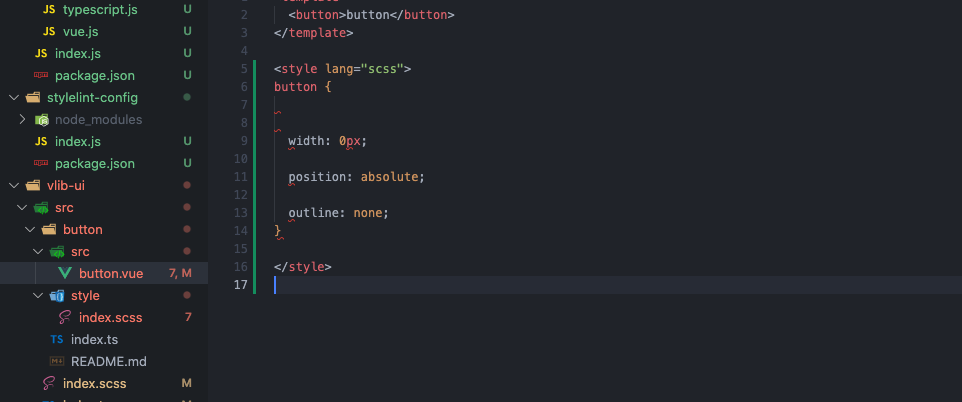 JS typescript.js U
JS vue.js U
JS index.js U
package.json U
stylelint-config
node_modules
JS index.js U
package.json U
vlib-ui
src
button
src
button.vue 7, M
style
index.scss 7
TS index.ts
M README.md
index.scss M
2 <button>button</button>
3 </template>
4
5 <style lang="scss">
6 button {
7
8
9 width: 0px;
10
11 position: absolute;
12
13 outline: none;
14 }
15
16 </style>
17